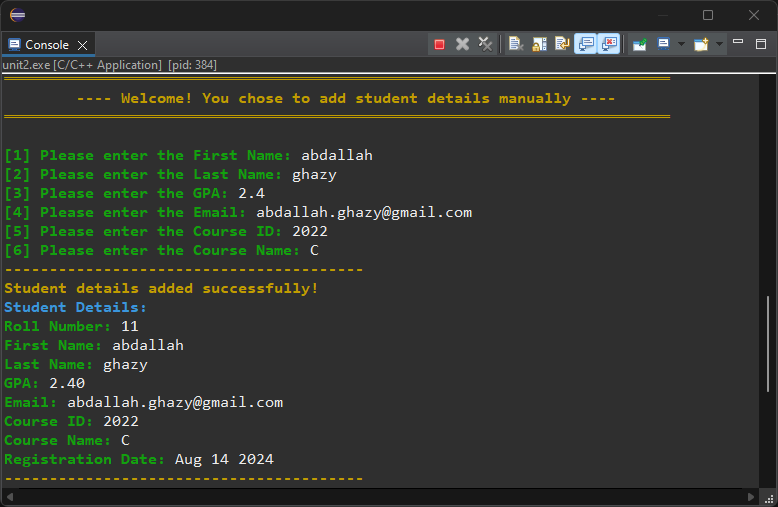 Console
unit2.exe [C/C++ Application] [pid: 384]
---- Welcome! You chose to add student details manually ----
[1] Please enter the First Name: abdallah
[2] Please enter the Last Name: ghazy
[3] Please enter the GPA: 2.4
[4] Please enter the Email: abdallah.ghazy@gmail.com
[5] Please enter the Course ID: 2022
[6] Please enter the Course Name: C
----------------------------------------
Student details added successfully!
Student Details:
Roll Number: 11
First Name: abdallah
Last Name: ghazy
GPA: 2.40
Email: abdallah.ghazy@gmail.com
Course ID: 2022
Course Name: C
Registration Date: Aug 14 2024
----------------------------------------